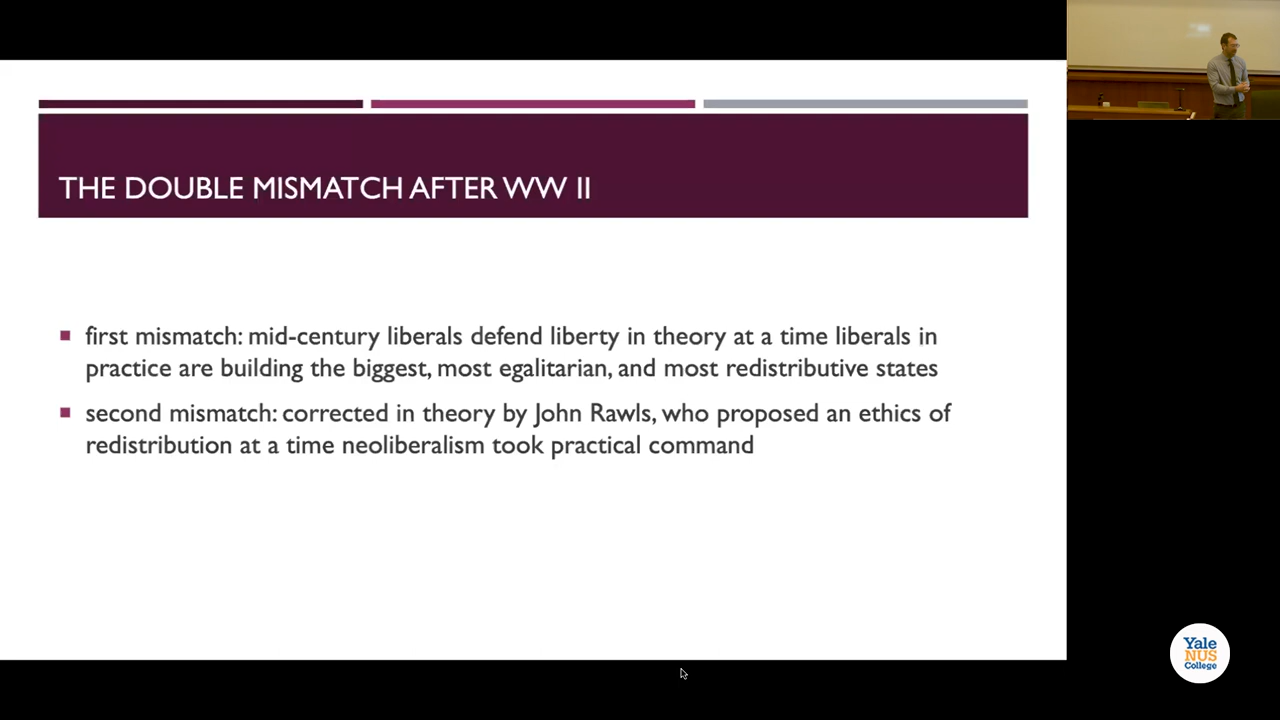 THE DOUBLE MISMATCH AFTER WW II
first mismatch: mid-century liberals defend liberty in theory at a time liberals in
practice are building the biggest, most egalitarian, and most redistributive states
second mismatch: corrected in theory by John Rawls, who proposed an ethics of
redistribution at a time neoliberalism took practical command
Yale
NUS
College